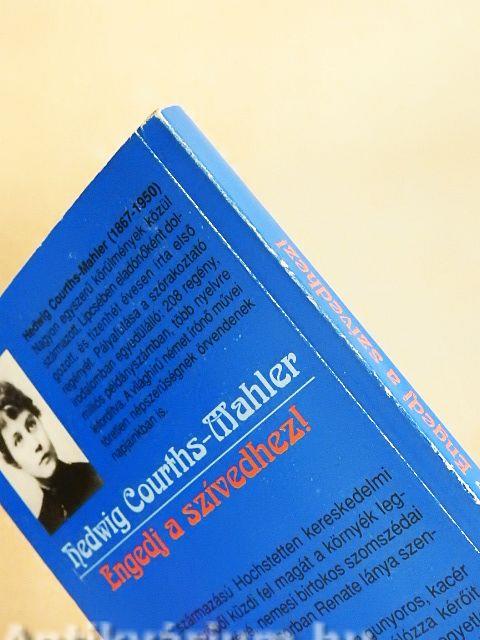 Hedwig Courths-Mahler (1867-1950)
Nagyon egyszerű körülmények közül
származott, Lipcsében eladónőként dol-
gozott, és tizenhét évesen írta első
regényét. Pályafutása a szórakoztató
irodalomban egyedülálló: 208 regény,
milliós példányszámban, több nyelvre
lefordítva. A világhírű német írónő művei
töretlen népszerűségnek örvendenek
napjainkban is.
Hedwig Courths-Mahler
Engedj a szívedhez!
származású Hochstetten kereskedelmi
küzdi fel magát a környék leg-
nemesi birtokos szomszédai
Renate lánya szen-
gunyoros, kacér
kérőit
Engedj a szívedhez!